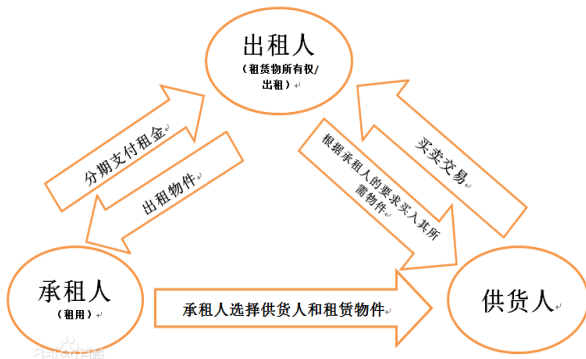 出租人
（租赁物所有权/
出租）
分期支付租金
出租物件
根据承租人的要求买入其所
需物件
买卖交易
承租人
（租用）
承租人选择供货人和租赁物件
供货人